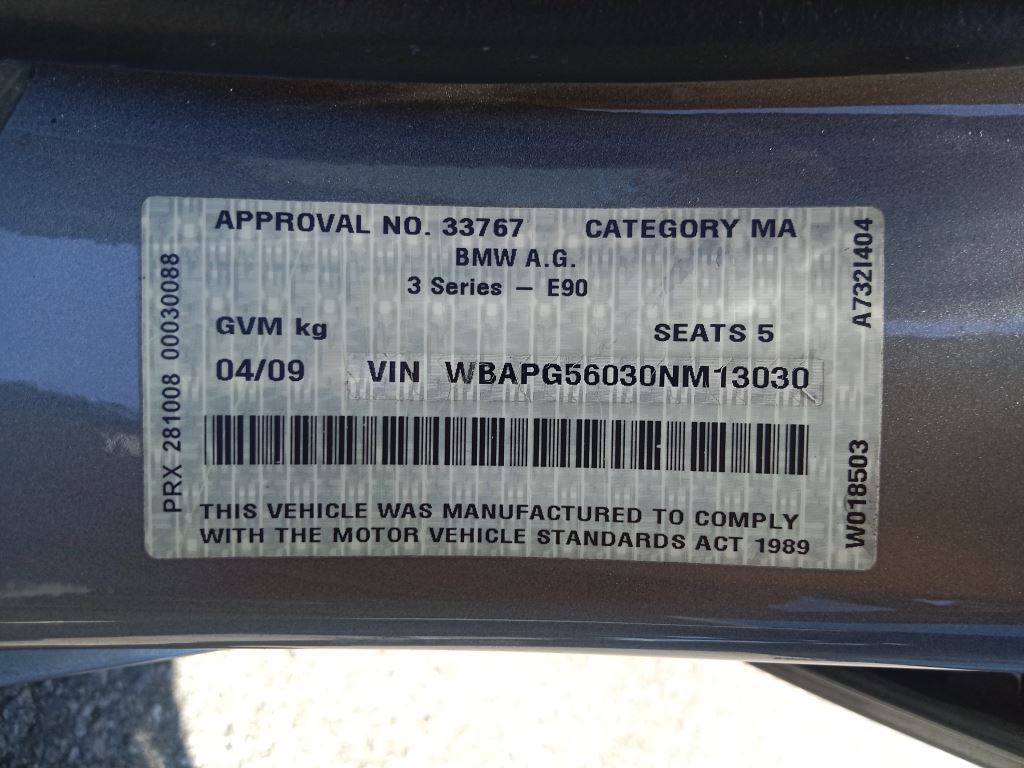 APPROVAL NO. 33767 CATEGORY MA
BMW A.G.
3 Series – E90
GVM kg SEATS 5
04/09 VIN WBAPG56030NM13030
THIS VEHICLE WAS MANUFACTURED TO COMPLY
WITH THE MOTOR VEHICLE STANDARDS ACT 1989
PRX 281008 00030088
W018503 A732I404